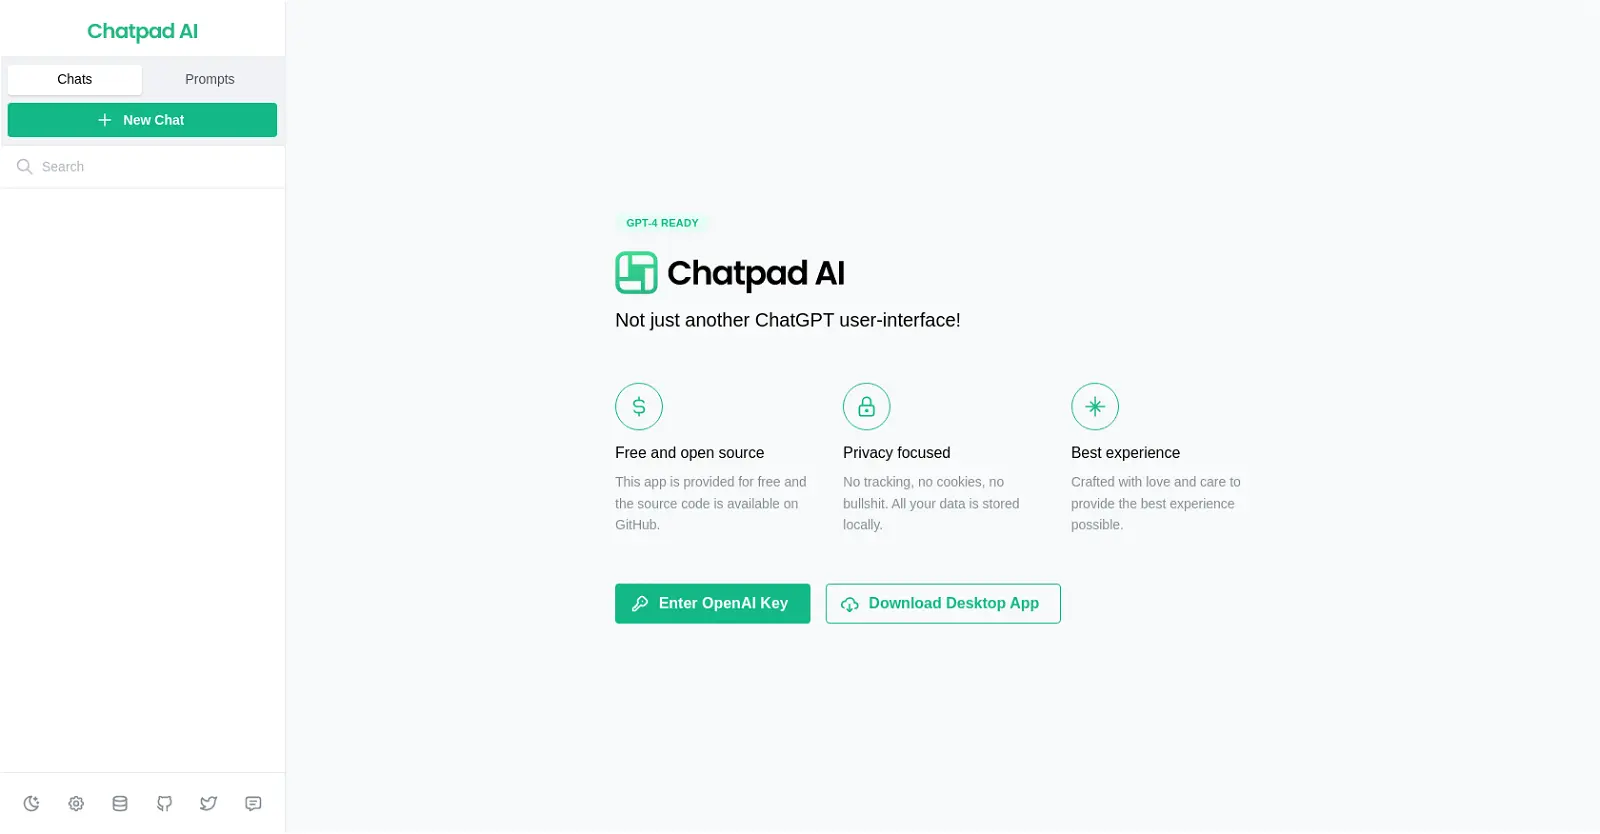 Chatpad AI
Chats
Prompts
New Chat
Search
GPT-4 READY
Chatpad AI
Not just another ChatGPT user-interface!
Free and open source
This app is provided for free and
the source code is available on
GitHub.
Privacy focused
No tracking, no cookies, no
bullshit. All your data is stored
locally.
Best experience
Crafted with love and care to
provide the best experience
possible.
Enter OpenAI Key
Download Desktop App